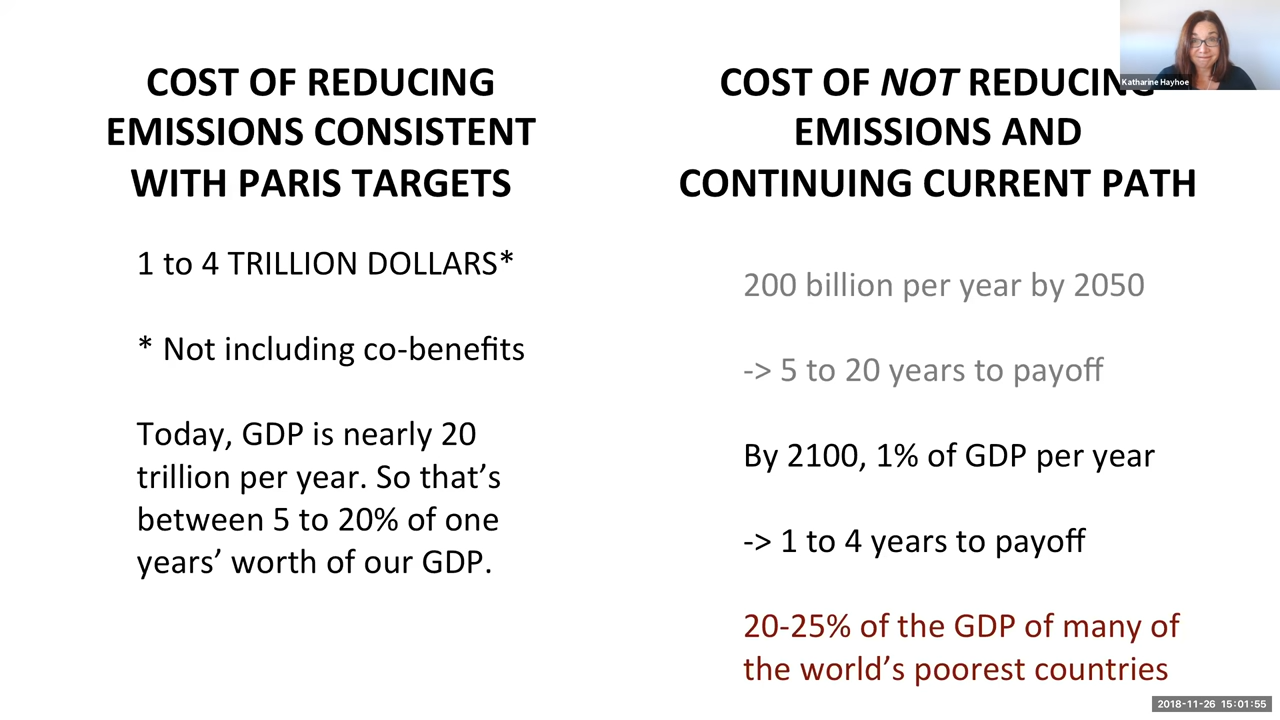 COST OF REDUCING
EMISSIONS CONSISTENT
WITH PARIS TARGETS
1 to 4 TRILLION DOLLARS*
* Not including co-benefits
Today, GDP is nearly 20
trillion per year. So that’s
between 5 to 20% of one
years’ worth of our GDP.
COST OF NOT REDUCING
EMISSIONS AND
CONTINUING CURRENT PATH
200 billion per year by 2050
-> 5 to 20 years to payoff
By 2100, 1% of GDP per year
-> 1 to 4 years to payoff
20-25% of the GDP of many of
the world’s poorest countries
Katharine Hayhoe
2018-11-26 15:01:55